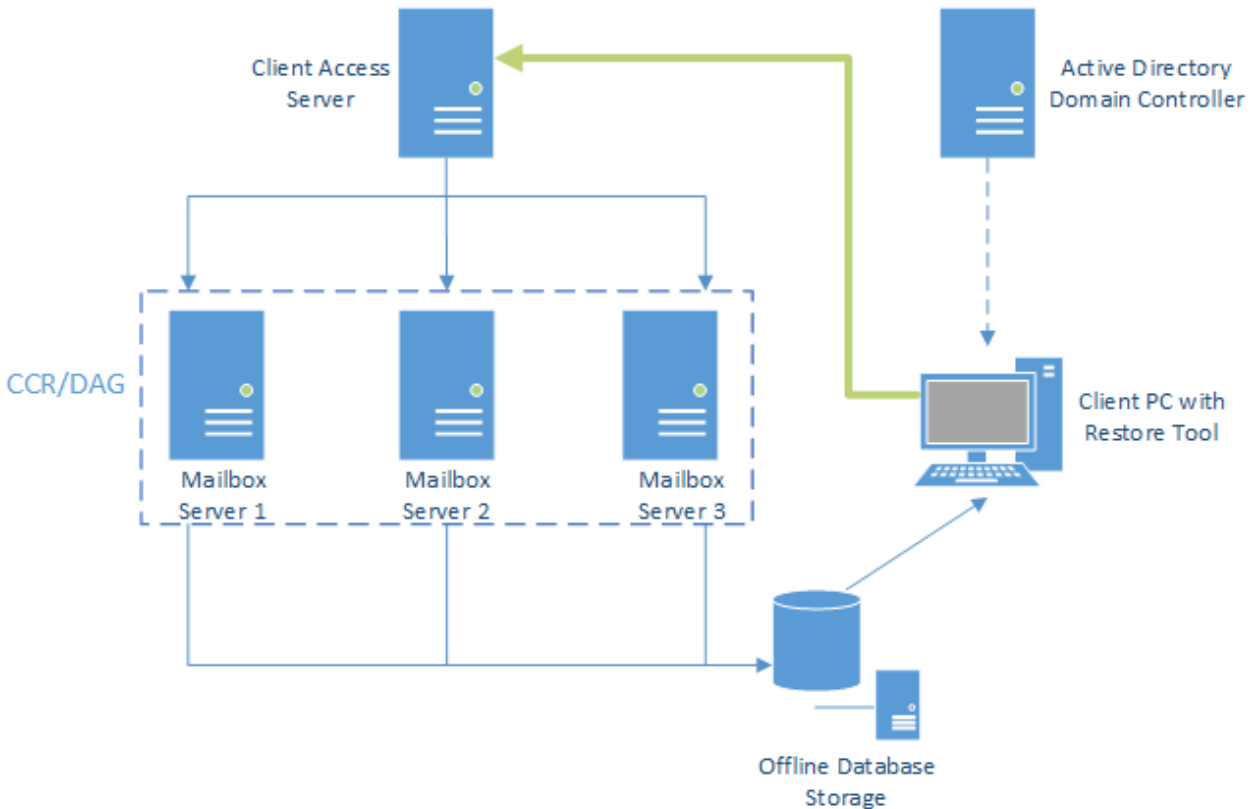 Client Access
Server
Active Directory
Domain Controller
CCR/DAG
Mailbox
Server 1
Mailbox
Server 2
Mailbox
Server 3
Client PC with
Restore Tool
Offline Database
Storage